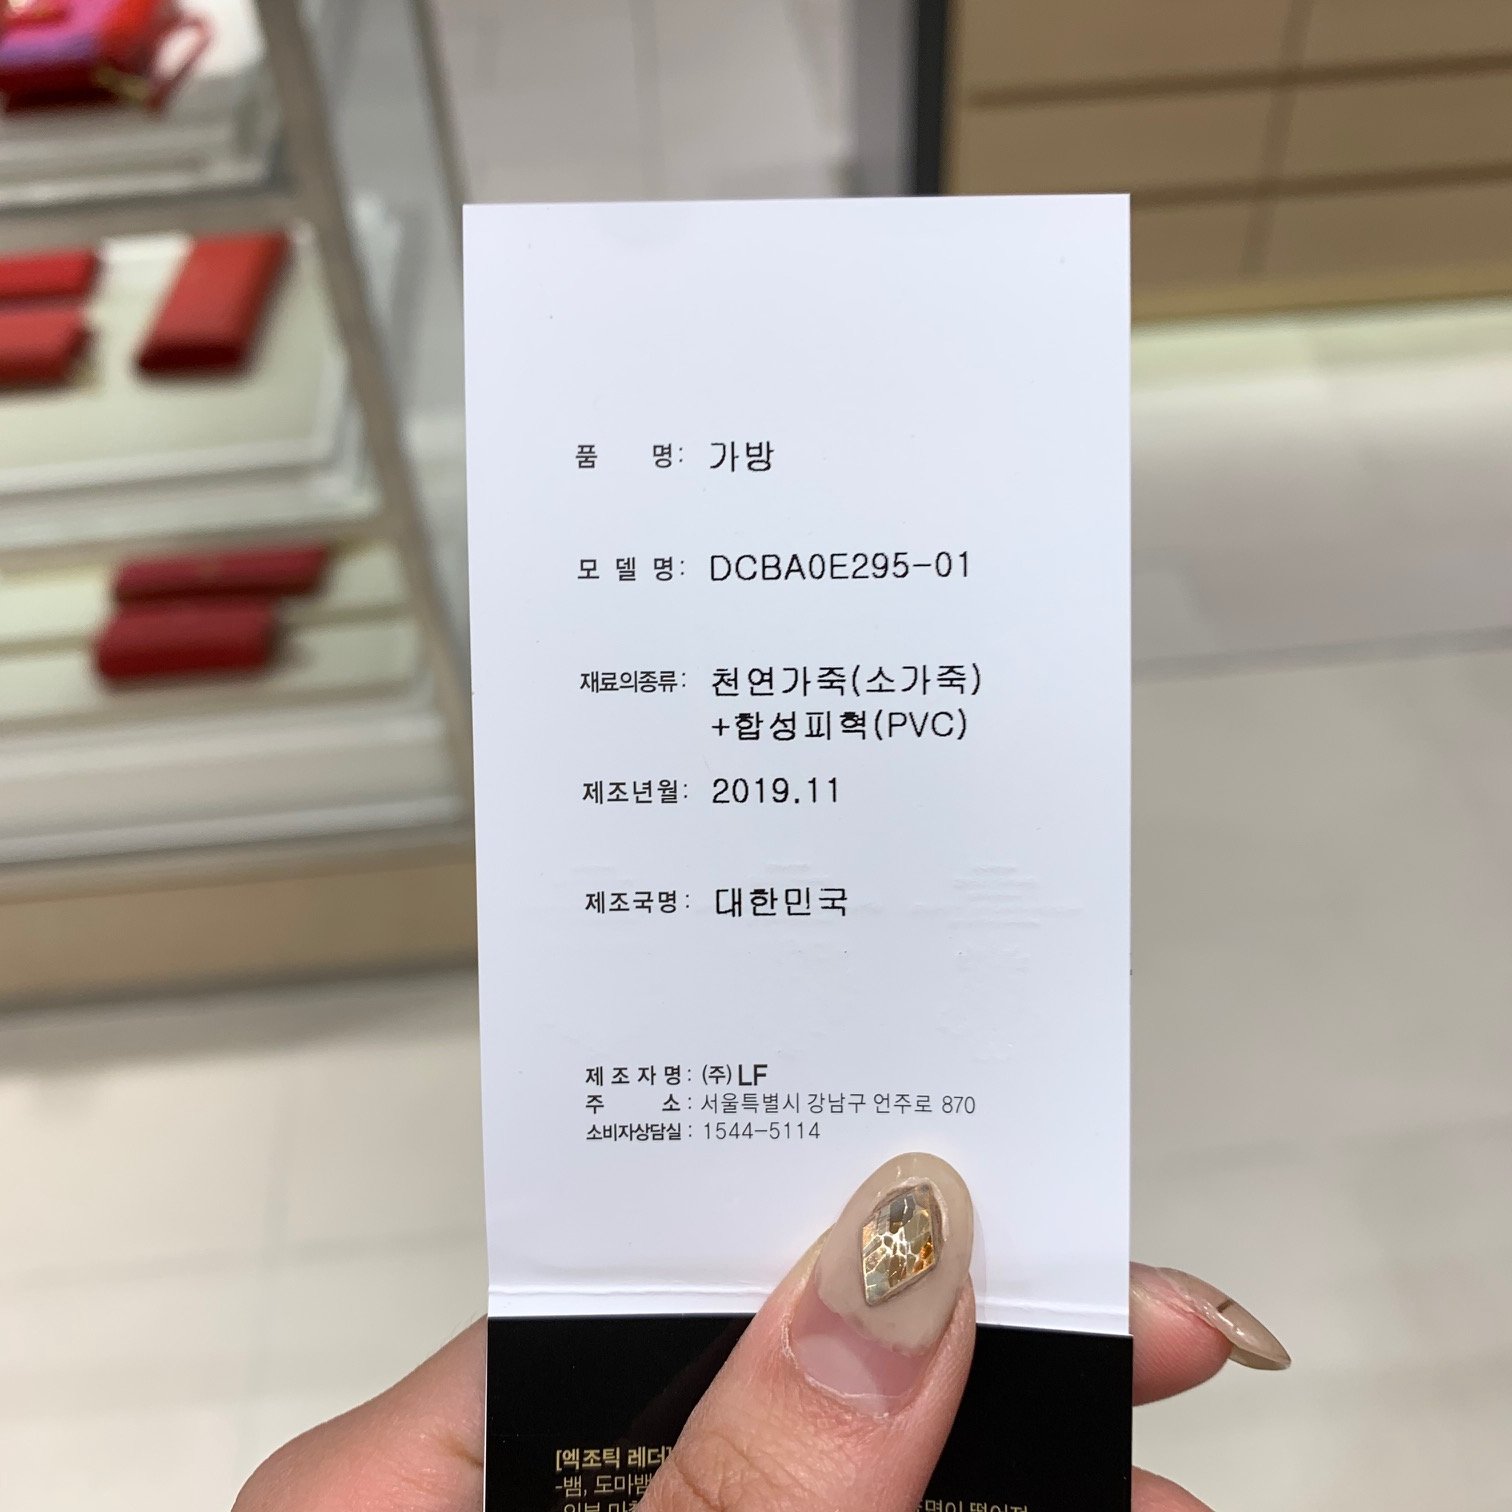 품 명: 가방
모델명: DCBA0E295-01
재료의종류: 천연가죽(소가죽)
+합성피혁(PVC)
제조년월: 2019.11
제조국명: 대한민국
제조자명: (주)LF
주 소: 서울특별시 강남구 언주로 870
소비자상담실: 1544-5114
[엑조틱 레더]
-뱀, 도마뱀